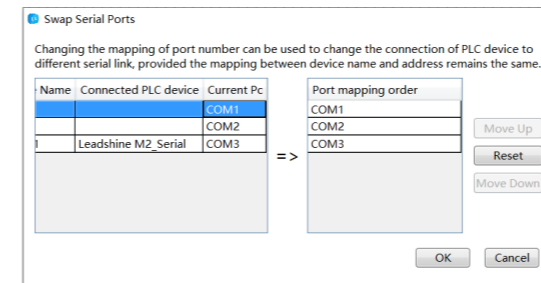 Swap Serial Ports
Changing the mapping of port number can be used to change the connection of PLC device to
different serial link, provided the mapping between device name and address remains the same.
Name Connected PLC device Current Pc Port mapping order
COM1 COM1
COM2 COM2
Leadshine M2_Serial COM3 COM3
Move Up
=>
Reset
Move Down
OK Cancel